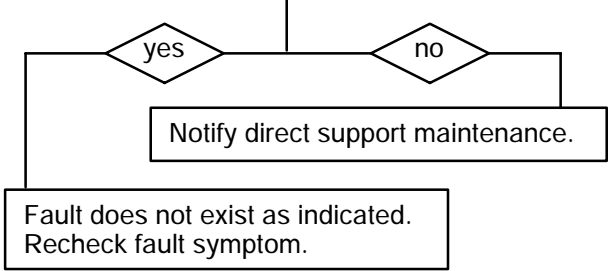 yes
no
Notify direct support maintenance.
Fault does not exist as indicated.
Recheck fault symptom.